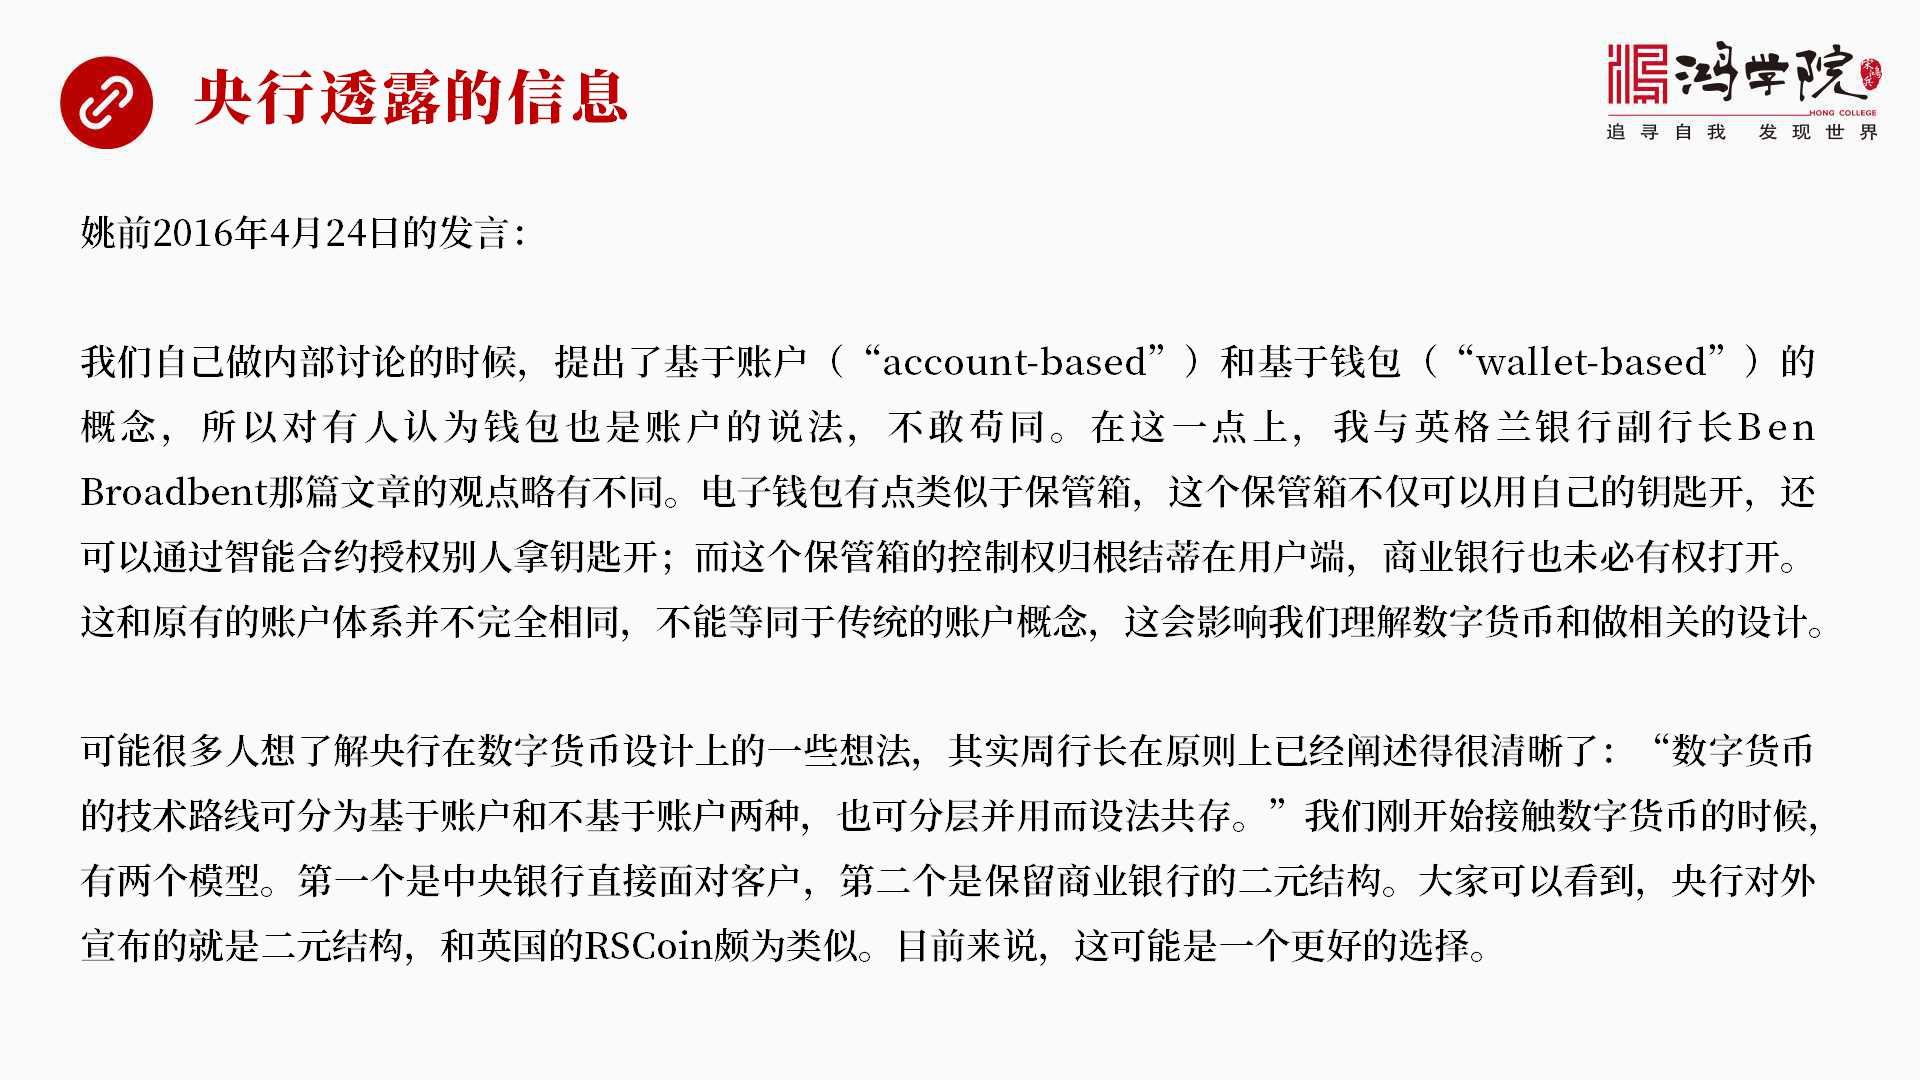 央行透露的信息
鸿学院
宋鸿兵
HONG COLLEGE
追寻自我 发现世界
姚前2016年4月24日的发言：
我们自己做内部讨论的时候，提出了基于账户（“account-based”）和基于钱包（“wallet-based”）的
概念，所以对有人认为钱包也是账户的说法，不敢苟同。在这一点上，我与英格兰银行副行长Ben
Broadbent那篇文章的观点略有不同。电子钱包有点类似于保管箱，这个保管箱不仅可以用自己的钥匙开，还
可以通过智能合约授权别人拿钥匙开；而这个保管箱的控制权归根结蒂在用户端，商业银行也未必有权打开。
这和原有的账户体系并不完全相同，不能等同于传统的账户概念，这会影响我们理解数字货币和做相关的设计。
可能很多人想了解央行在数字货币设计上的一些想法，其实周行长在原则上已经阐述得很清晰了：“数字货币
的技术路线可分为基于账户和不基于账户两种，也可分层并用而设法共存。”我们刚开始接触数字货币的时候，
有两个模型。第一个是中央银行直接面对客户，第二个是保留商业银行的二元结构。大家可以看到，央行对外
宣布的就是二元结构，和英国的RSCoin颇为类似。目前来说，这可能是一个更好的选择。